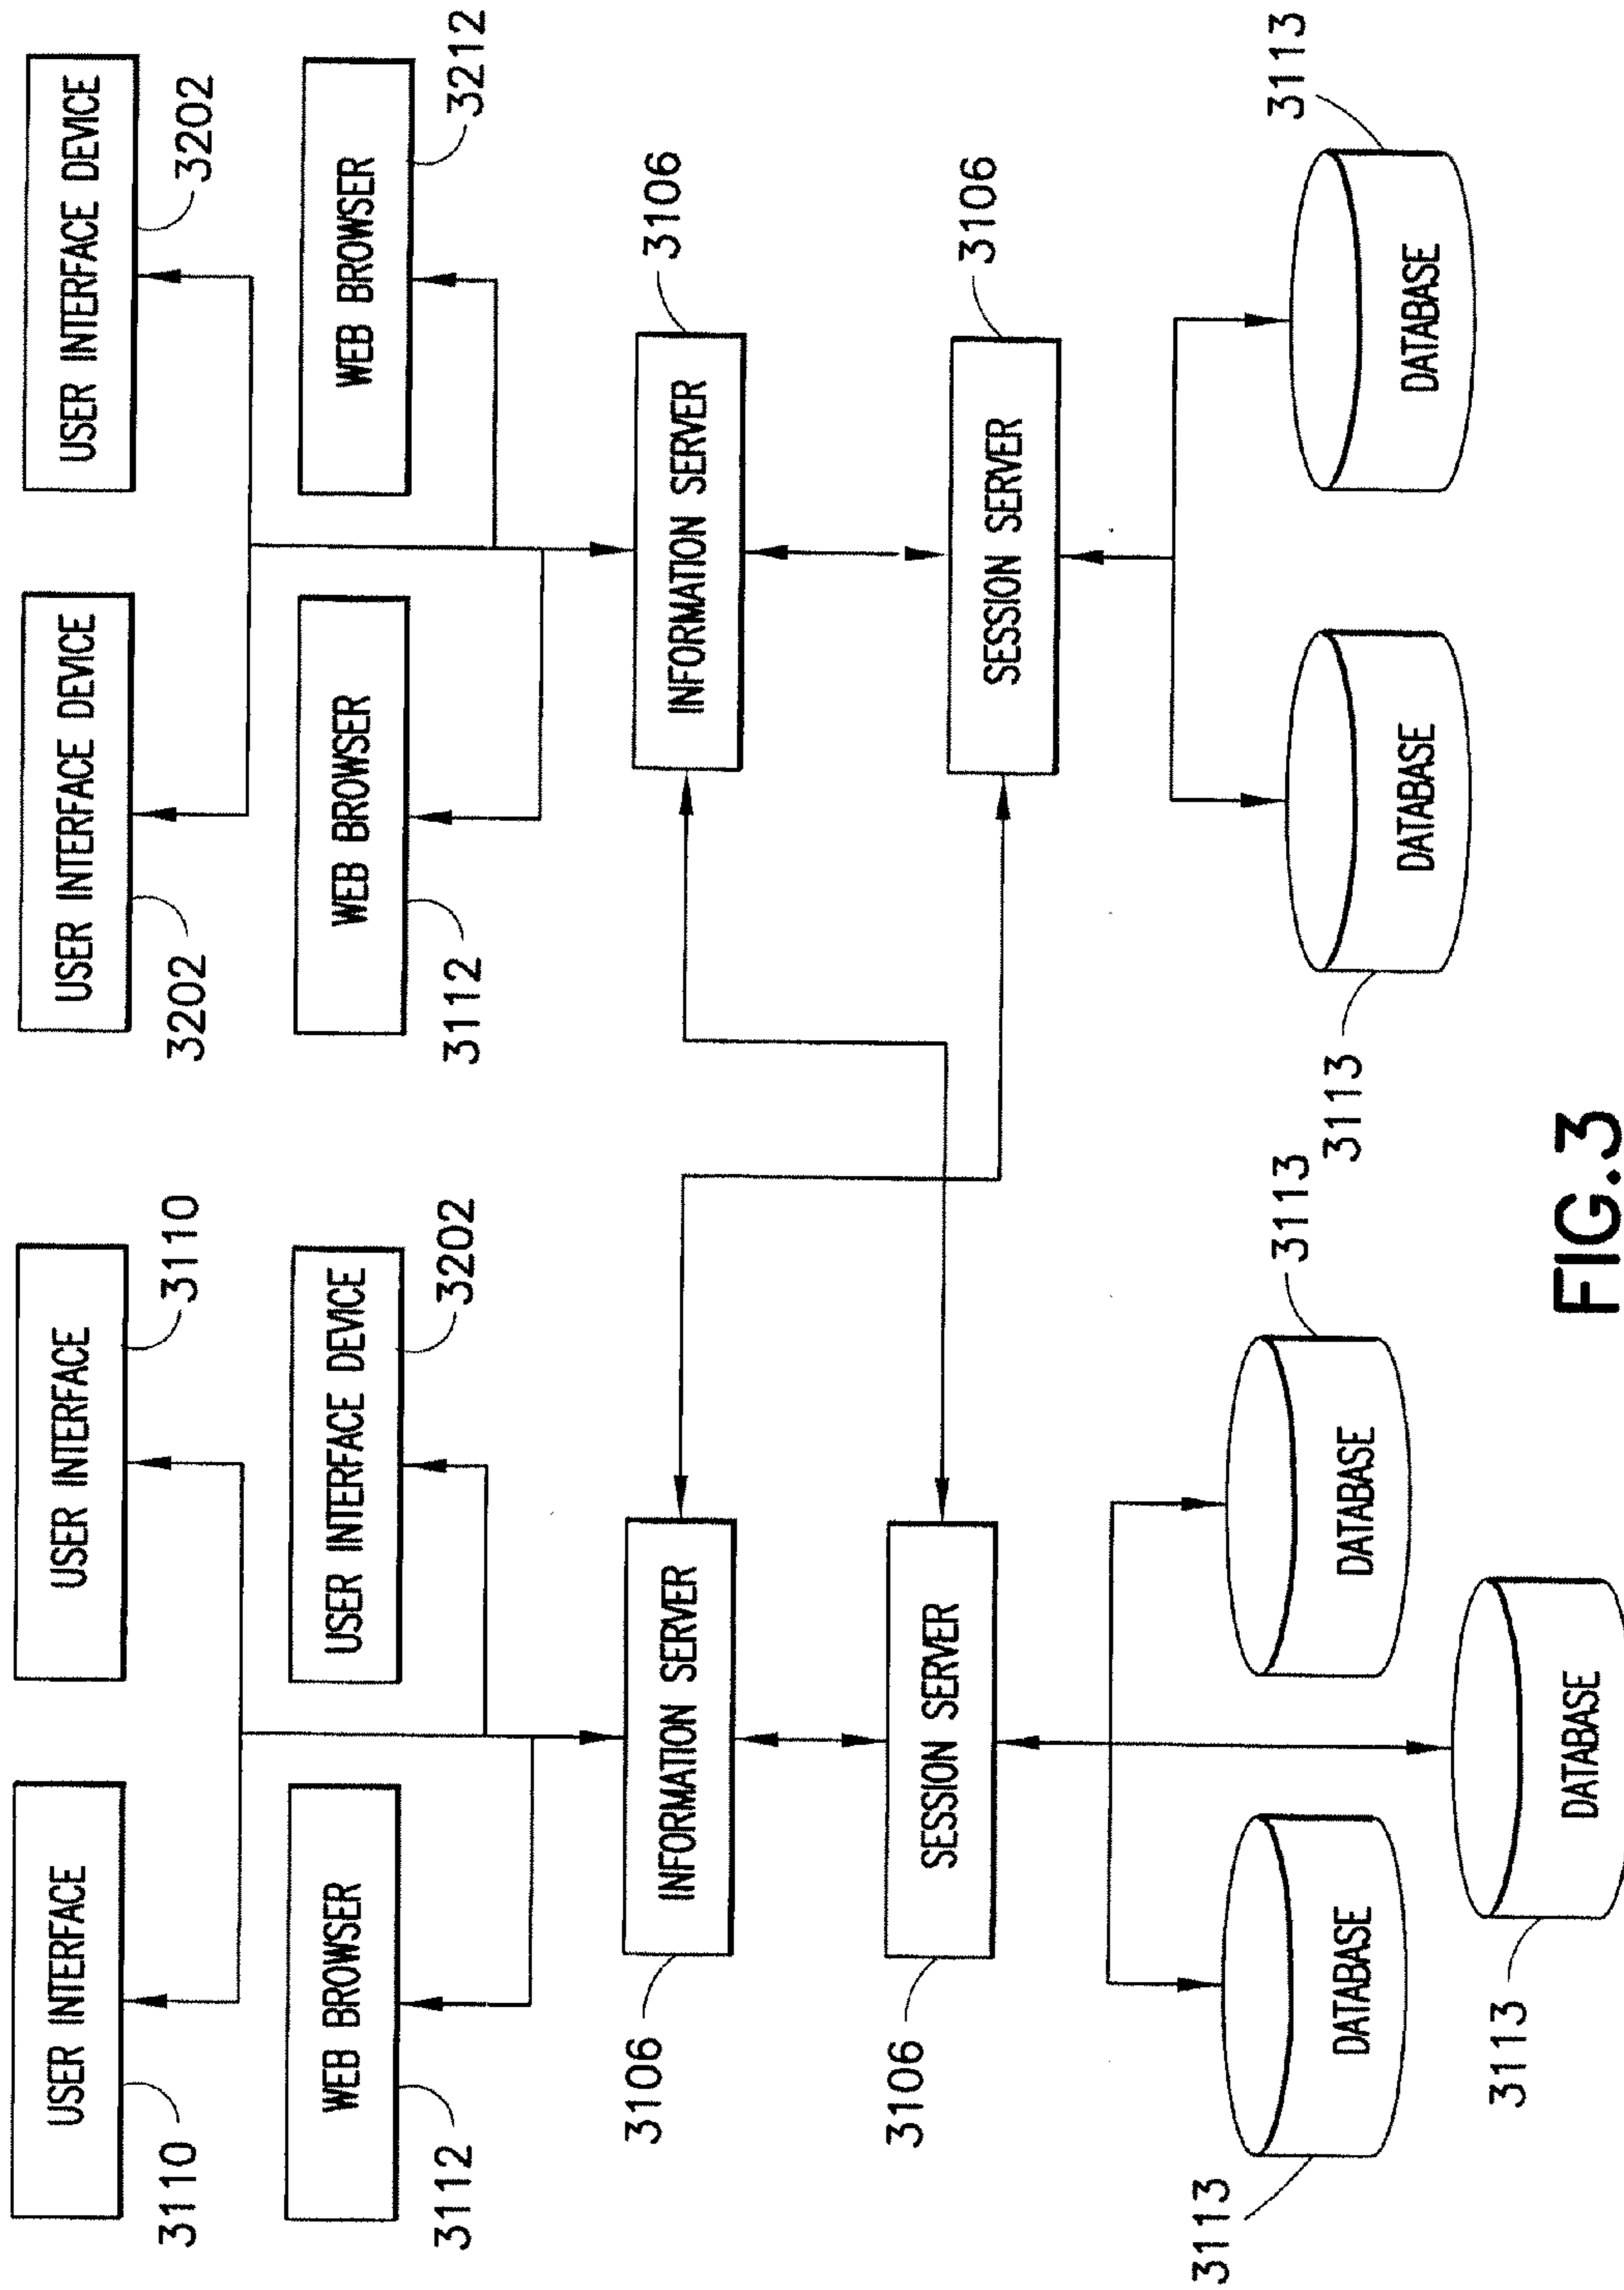 USER INTERFACE
USER INTERFACE
USER INTERFACE DEVICE
USER INTERFACE DEVICE
3110
3110
3202
3202
WEB BROWSER
USER INTERFACE DEVICE
WEB BROWSER
WEB BROWSER
3112
3202
3112
3212
3106
INFORMATION SERVER
INFORMATION SERVER
3106
3106
SESSION SERVER
SESSION SERVER
3106
3113
DATABASE
DATABASE
3113
3113
DATABASE
DATABASE
3113
3113
DATABASE
FIG.3